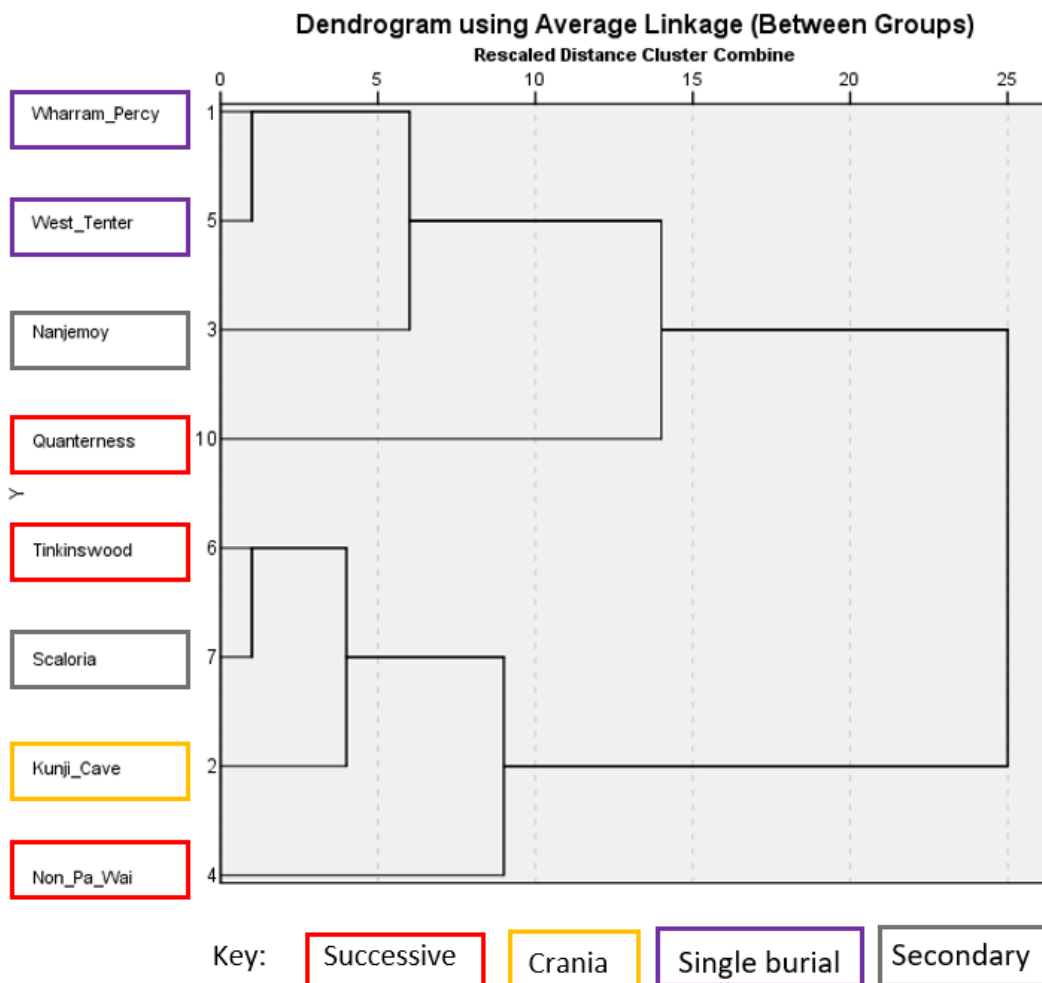 Dendrogram using Average Linkage (Between Groups)
Rescaled Distance Cluster Combine
0 5 10 15 20 25
Wharram_Percy 1
West_Tenter 5
Nanjemoy 3
Quanterness 10
Y
Tinkinswood 6
Scaloria 7
Kunji_Cave 2
Non_Pa_Wai 4
Key: Successive Crania Single burial Secondary